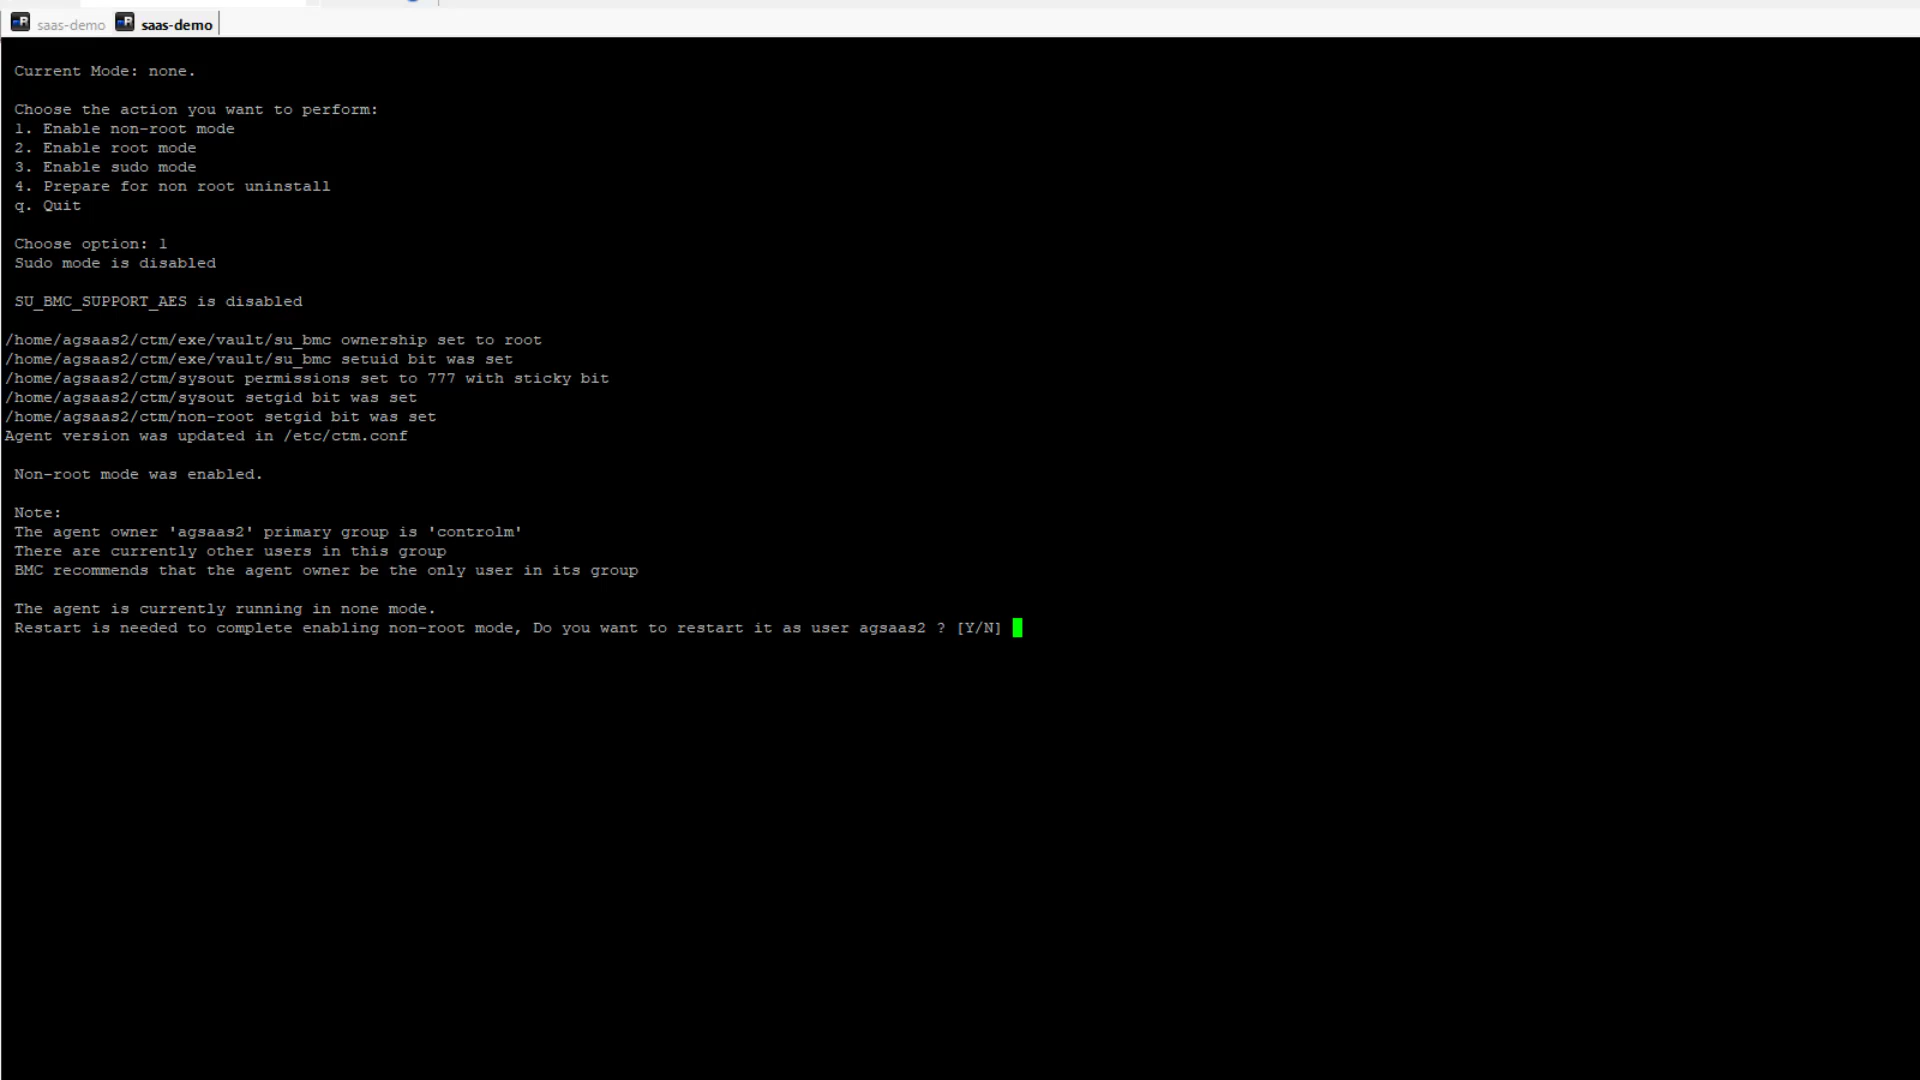 saas-demo saas-demo
Current Mode: none.
Choose the action you want to perform:
1. Enable non-root mode
2. Enable root mode
3. Enable sudo mode
4. Prepare for non root uninstall
q. Quit
Choose option: 1
Sudo mode is disabled
SU_BMC_SUPPORT_AES is disabled
/home/agsaas2/ctm/exe/vault/su_bmc ownership set to root
/home/agsaas2/ctm/exe/vault/su_bmc setuid bit was set
/home/agsaas2/ctm/sysout permissions set to 777 with sticky bit
/home/agsaas2/ctm/sysout setgid bit was set
/home/agsaas2/ctm/non-root setgid bit was set
Agent version was updated in /etc/ctm.conf
Non-root mode was enabled.
Note:
The agent owner 'agsaas2' primary group is 'controlm'
There are currently other users in this group
BMC recommends that the agent owner be the only user in its group
The agent is currently running in none mode.
Restart is needed to complete enabling non-root mode, Do you want to restart it as user agsaas2 ? [Y/N]